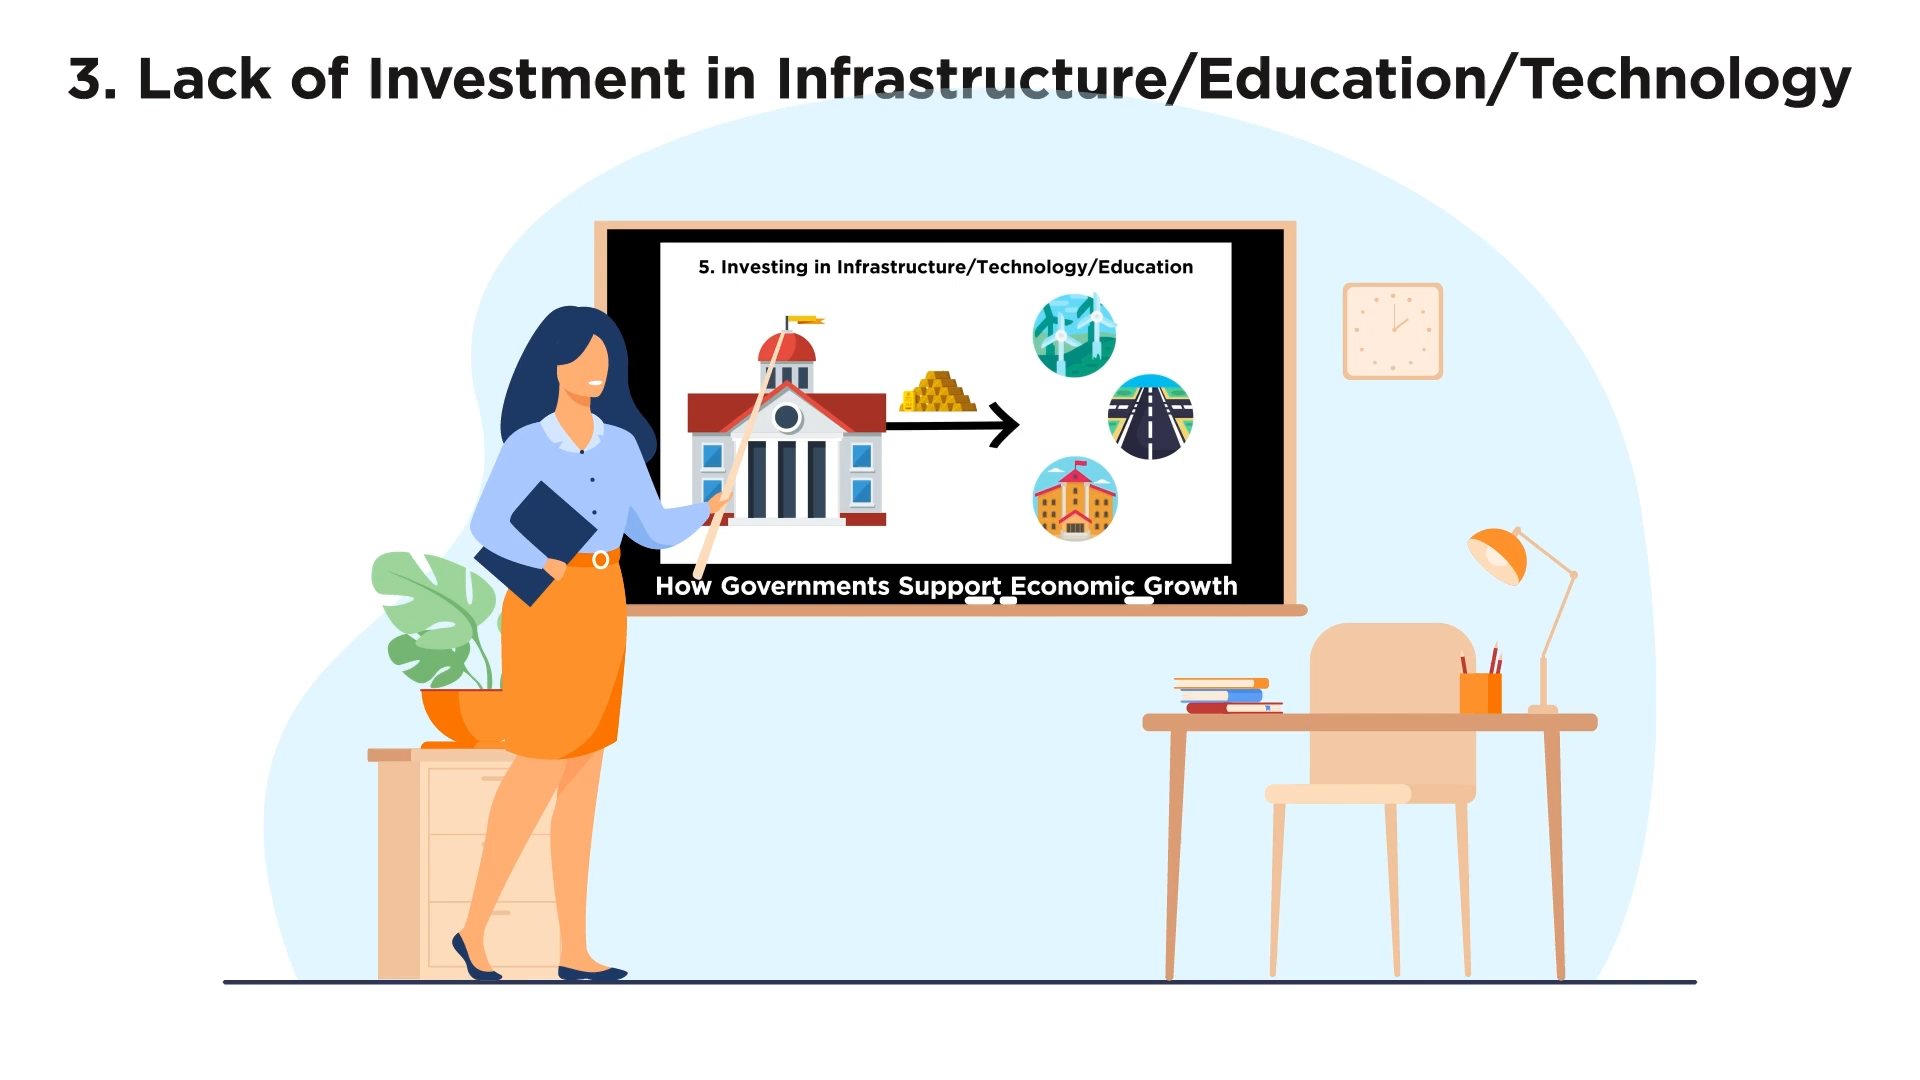 3. Lack of Investment in Infrastructure/Education/Technology
5. Investing in Infrastructure/Technology/Education
How Governments Support Economic Growth